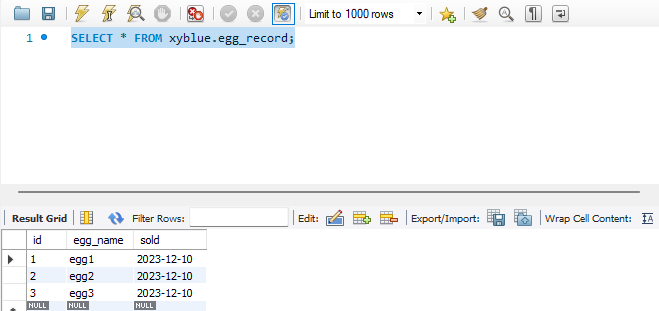 Limit to 1000 rows
1 SELECT * FROM xyblue.egg_record;
Result Grid Filter Rows: Edit: Export/Import: Wrap Cell Content:
id egg_name sold
1 egg1 2023-12-10
2 egg2 2023-12-10
3 egg3 2023-12-10
NULL NULL NULL